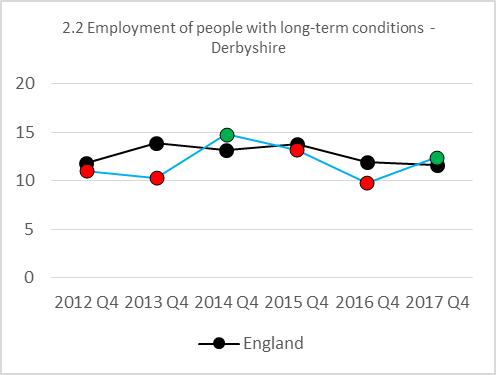 2.2 Employment of people with long-term conditions -
Derbyshire
20
15
10
5
0
2012 Q4 2013 Q4 2014 Q4 2015 Q4 2016 Q4 2017 Q4
England